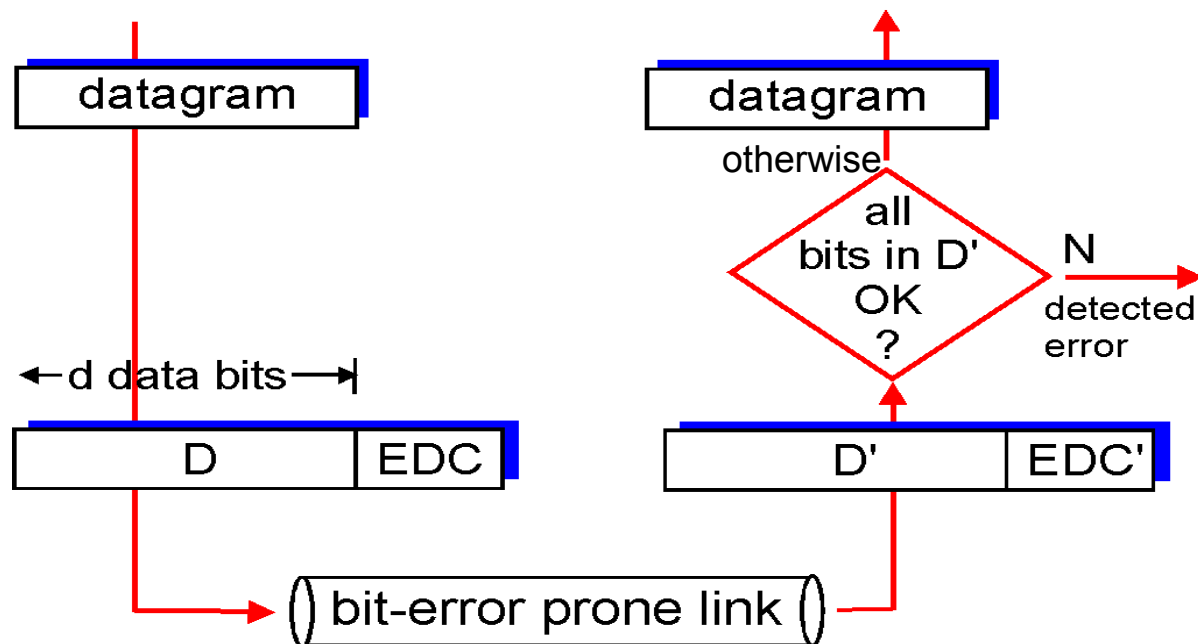 datagram
d data bits
D
EDC
bit-error prone link
D'
EDC'
all
bits in D'
OK
?
N
detected
error
otherwise
datagram